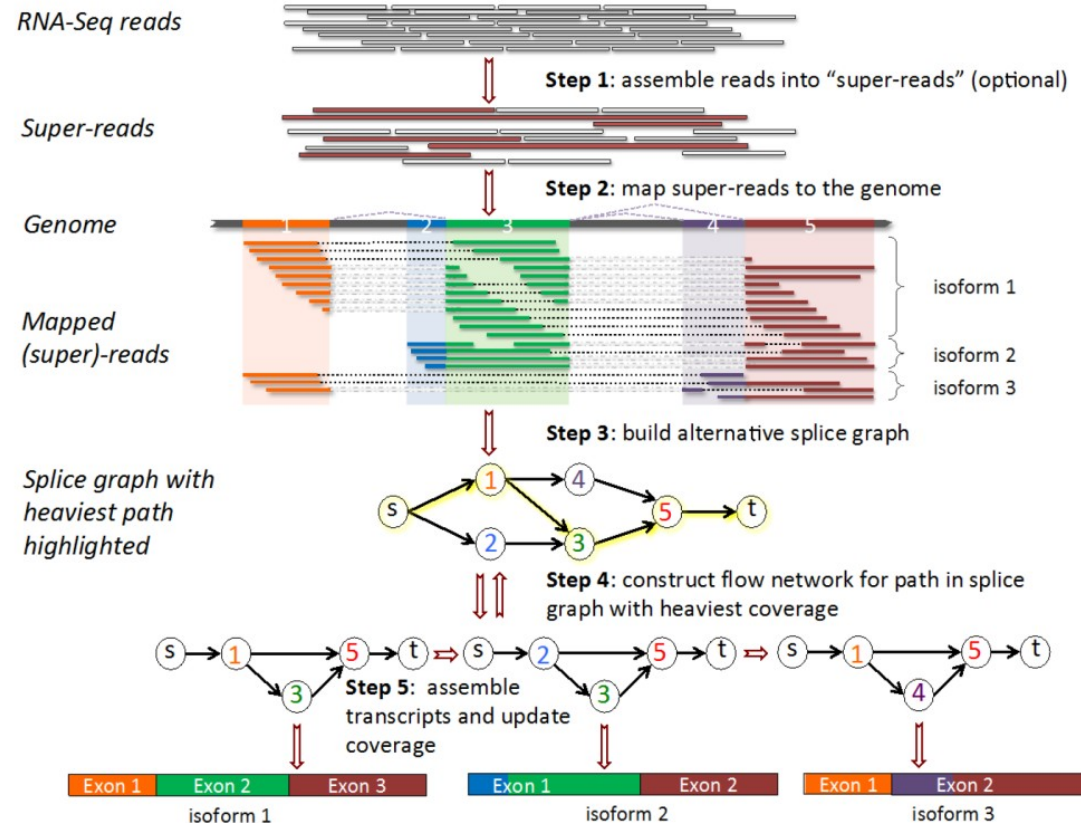 RNA-Seq reads
Step 1: assemble reads into “super-reads” (optional)
Super-reads
Step 2: map super-reads to the genome
Genome
1 2 3 4 5
isoform 1
Mapped
(super)-reads
isoform 2
isoform 3
Step 3: build alternative splice graph
Splice graph with
heaviest path
highlighted
s 1 4 5 t
2 3
Step 4: construct flow network for path in splice
graph with heaviest coverage
s 1 5 t s 2 5 t s 1 5 t
3 3 4
Step 5: assemble
transcripts and update
coverage
Exon 1 Exon 2 Exon 3 Exon 1 Exon 2 Exon 1 Exon 2
isoform 1 isoform 2 isoform 3